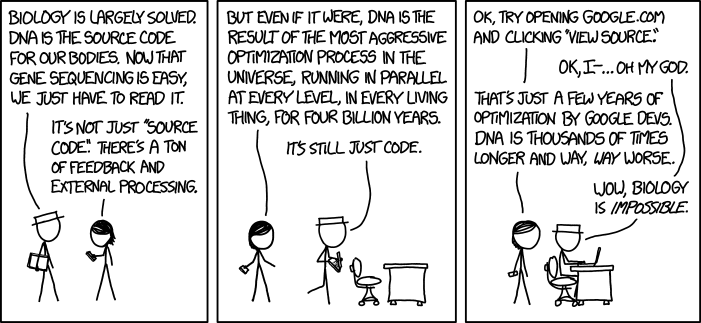 BIOLOGY IS LARGELY SOLVED.
DNA IS THE SOURCE CODE
FOR OUR BODIES. NOW THAT
GENE SEQUENCING IS EASY,
WE JUST HAVE TO READ IT.
IT'S NOT JUST "SOURCE
CODE". THERE'S A TON
OF FEEDBACK AND
EXTERNAL PROCESSING.
BUT EVEN IF IT WERE, DNA IS THE
RESULT OF THE MOST AGGRESSIVE
OPTIMIZATION PROCESS IN THE
UNIVERSE, RUNNING IN PARALLEL
AT EVERY LEVEL, IN EVERY LIVING
THING, FOR FOUR BILLION YEARS.
IT'S STILL JUST CODE.
OK, TRY OPENING GOOGLE.COM
AND CLICKING "VIEW SOURCE."
OK, I-...OH MY GOD.
THAT'S JUST A FEW YEARS OF
OPTIMIZATION BY GOOGLE DEVS.
DNA IS THOUSANDS OF TIMES
LONGER AND WAY, WAY WORSE.
WOW, BIOLOGY
IS IMPOSSIBLE.